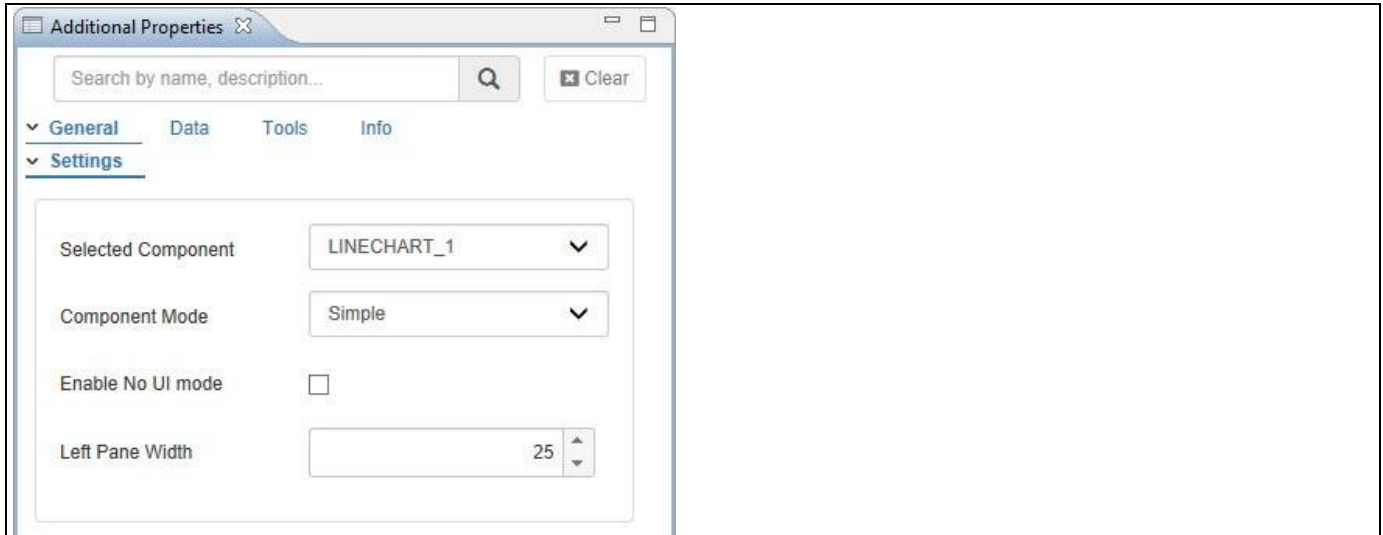 Additional Properties
Search by name, description... Clear
General Data Tools Info
Settings
Selected Component LINECHART_1
Component Mode Simple
Enable No UI mode
Left Pane Width 25